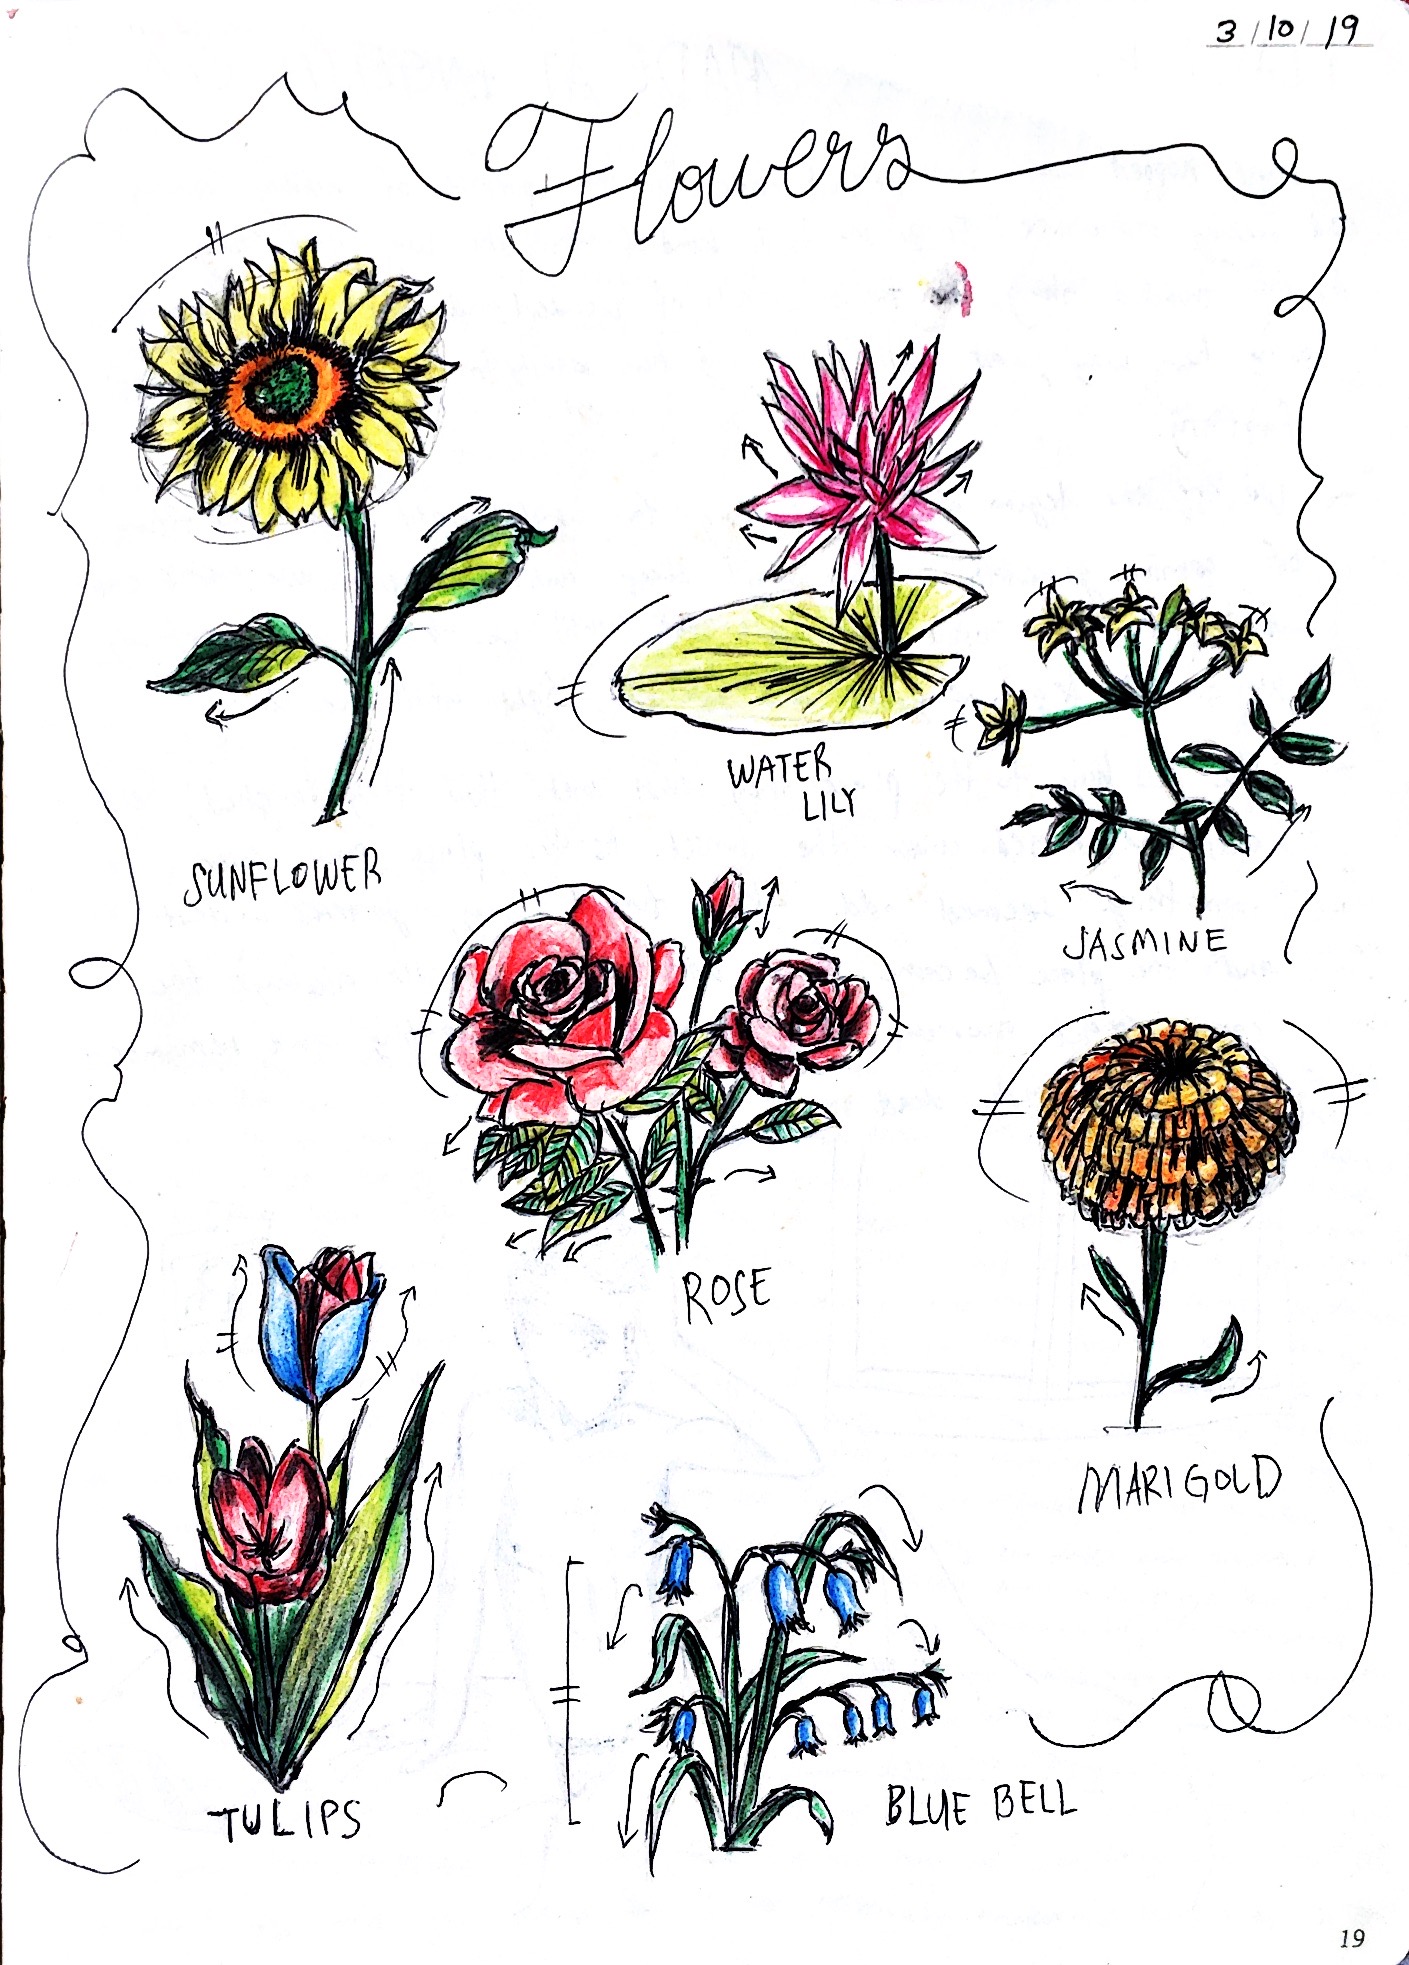 3/10/19
Flowers
SUNFLOWER
WATER
LILY
JASMINE
ROSE
MARIGOLD
TULIPS
BLUE BELL
19